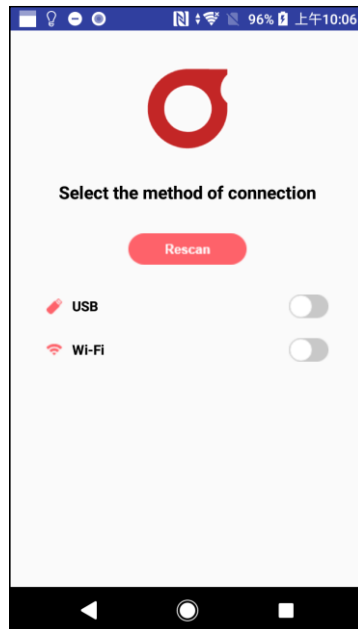 96% 上午10:06
Select the method of connection
Rescan
USB
Wi-Fi